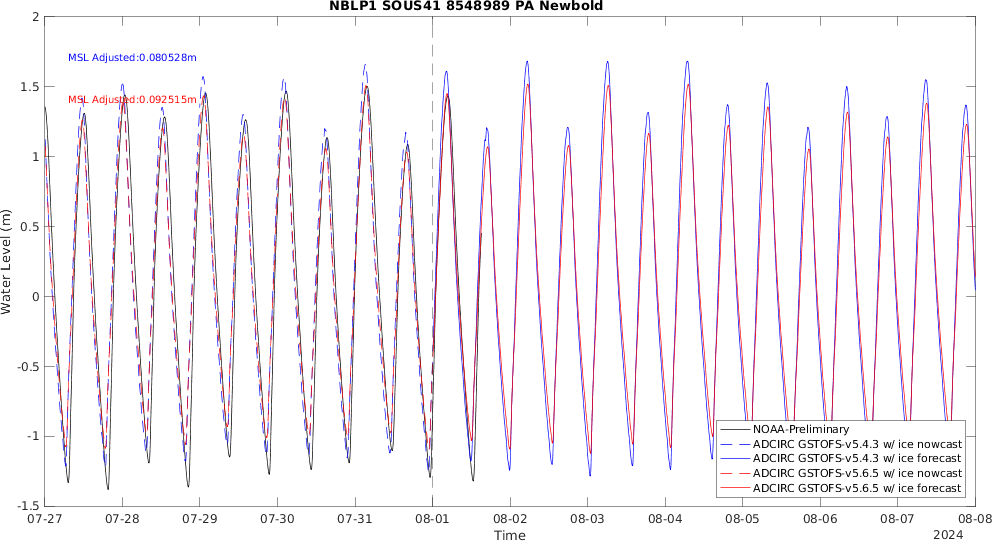 NBLP1 SOUS41 8548989 PA Newbold
2
1.5
1
0.5
0
-0.5
-1
-1.5
Water Level (m)
MSL Adjusted:0.080528m
MSL Adjusted:0.092515m
NOAA-Preliminary
ADCIRC GSTOFS-v5.4.3 w/ ice nowcast
ADCIRC GSTOFS-v5.4.3 w/ ice forecast
ADCIRC GSTOFS-v5.6.5 w/ ice nowcast
ADCIRC GSTOFS-v5.6.5 w/ ice forecast
07-27 07-28 07-29 07-30 07-31 08-01 08-02 08-03 08-04 08-05 08-06 08-07 08-08
Time
2024